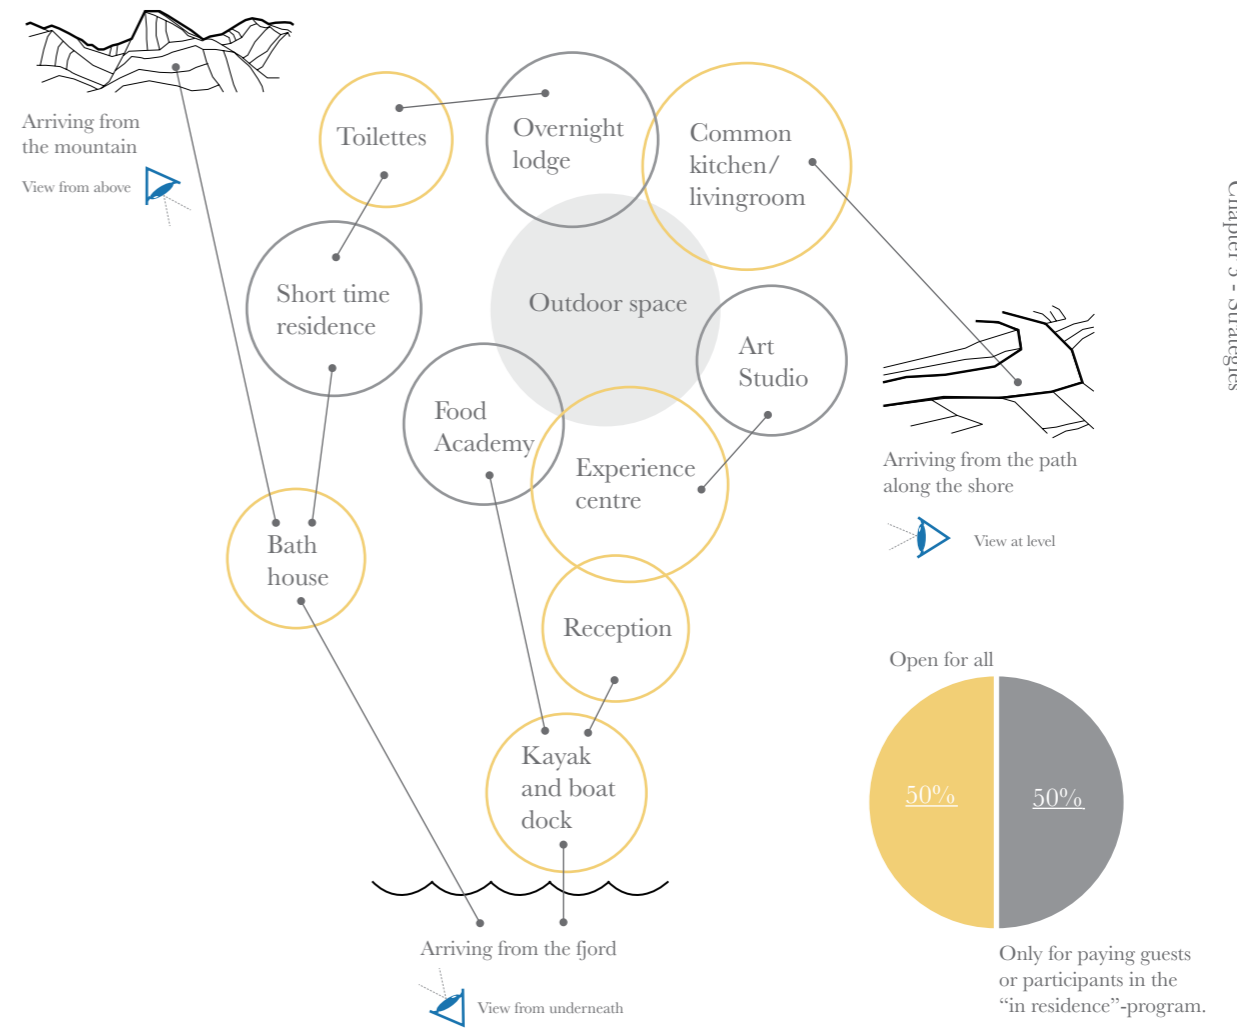 Arriving from
the mountain
View from above
Toilettes
Overnight
lodge
Common
kitchen/
livingroom
Short time
residence
Outdoor space
Art
Studio
Food
Academy
Experience
centre
Bath
house
Reception
Kayak
and boat
dock
Arriving from the fjord
View from underneath
Arriving from the path
along the shore
View at level
Open for all
50%
50%
Only for paying guests
or participants in the
“in residence”-program.
- Strategies